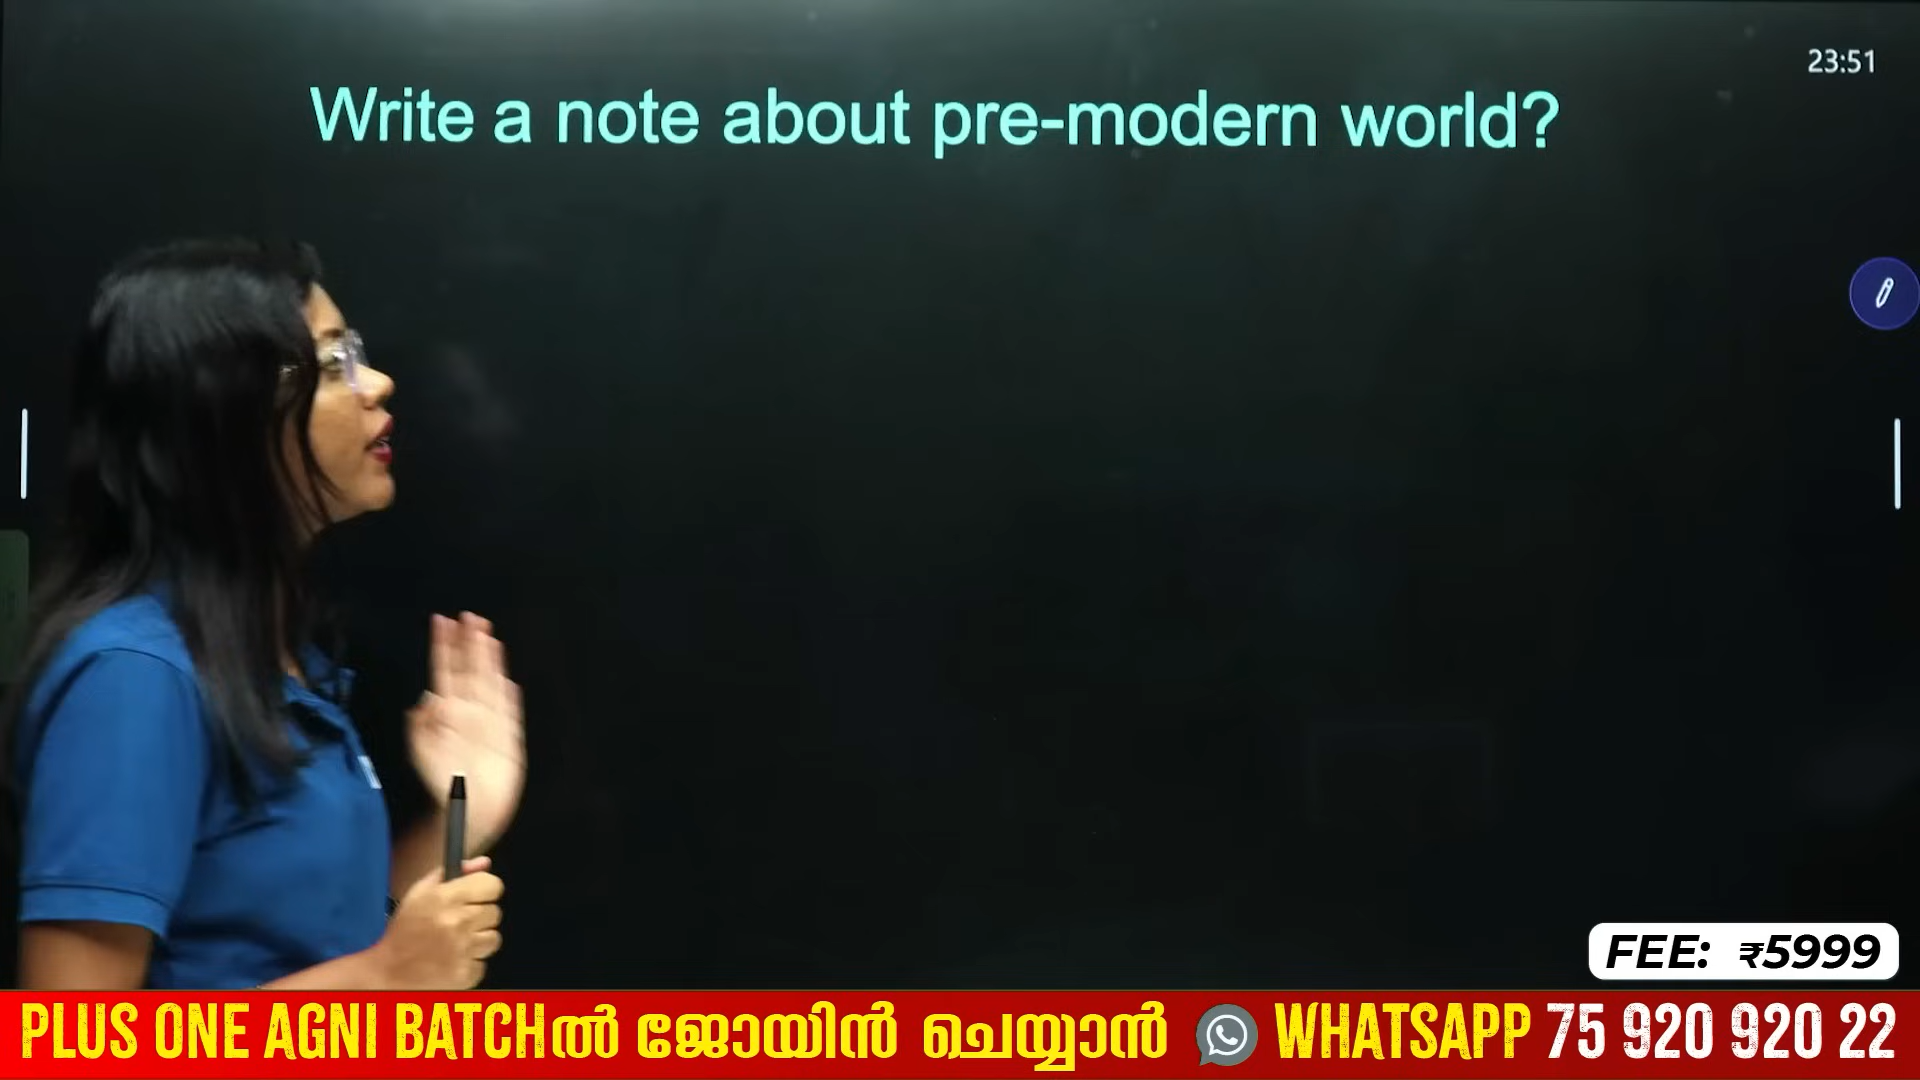 23:51
Write a note about pre-modern world?
FEE: ₹5999
PLUS ONE AGNI BATCHൽ ജോയിൻ ചെയ്യാൻ WHATSAPP 75 920 920 22